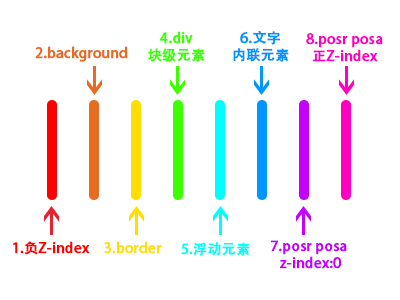 4.div
块级元素
6.文字
内联元素
8.posr posa
正Z-index
2.background
1.负Z-index
3.border
5.浮动元素
7.posr posa
z-index:0